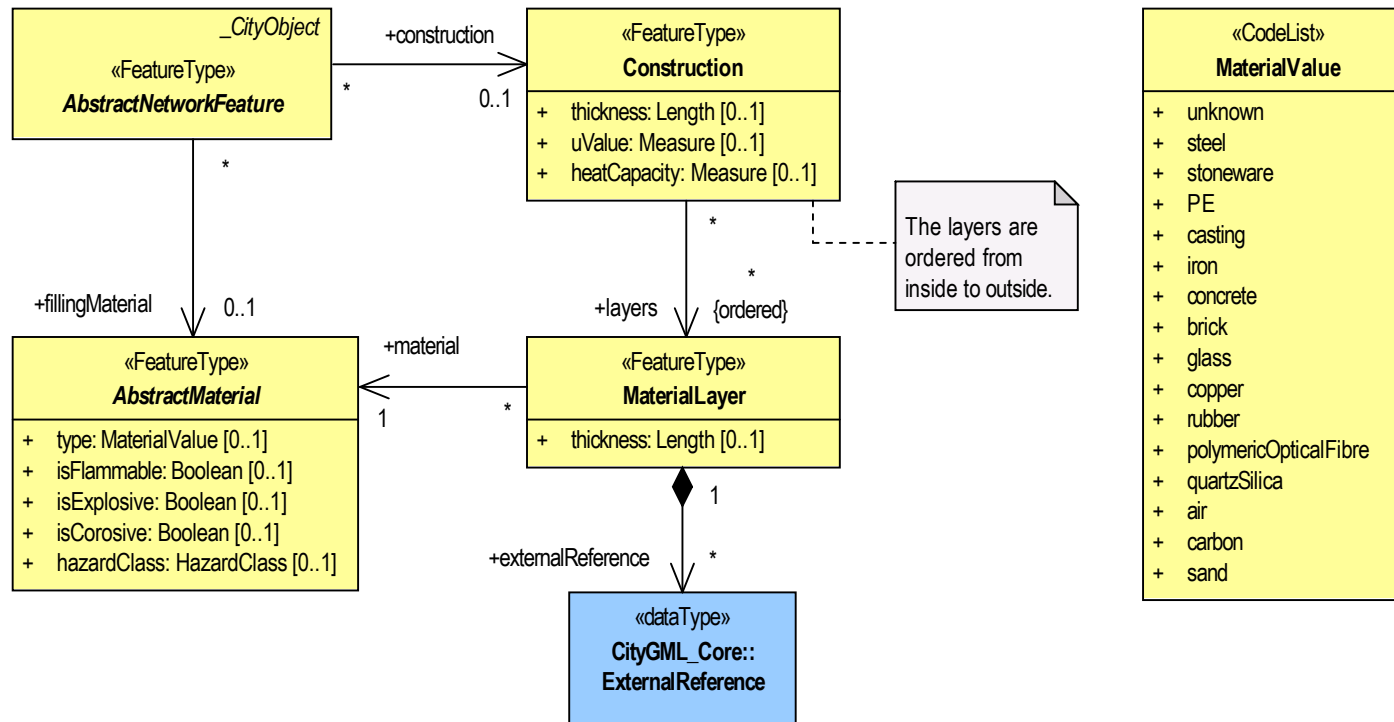 _CityObject
«FeatureType»
AbstractNetworkFeature
+construction
*
0..1
«FeatureType»
Construction
+ thickness: Length [0..1]
+ uValue: Measure [0..1]
+ heatCapacity: Measure [0..1]
The layers are
ordered from
inside to outside.
*
+fillingMaterial
0..1
*
*
+layers
{ordered}
«FeatureType»
AbstractMaterial
+ type: MaterialValue [0..1]
+ isFlammable: Boolean [0..1]
+ isExplosive: Boolean [0..1]
+ isCorosive: Boolean [0..1]
+ hazardClass: HazardClass [0..1]
+material
1
*
«FeatureType»
MaterialLayer
+ thickness: Length [0..1]
1
+externalReference
*
«dataType»
CityGML_Core::
ExternalReference
«CodeList»
MaterialValue
+ unknown
+ steel
+ stoneware
+ PE
+ casting
+ iron
+ concrete
+ brick
+ glass
+ copper
+ rubber
+ polymericOpticalFibre
+ quartzSilica
+ air
+ carbon
+ sand